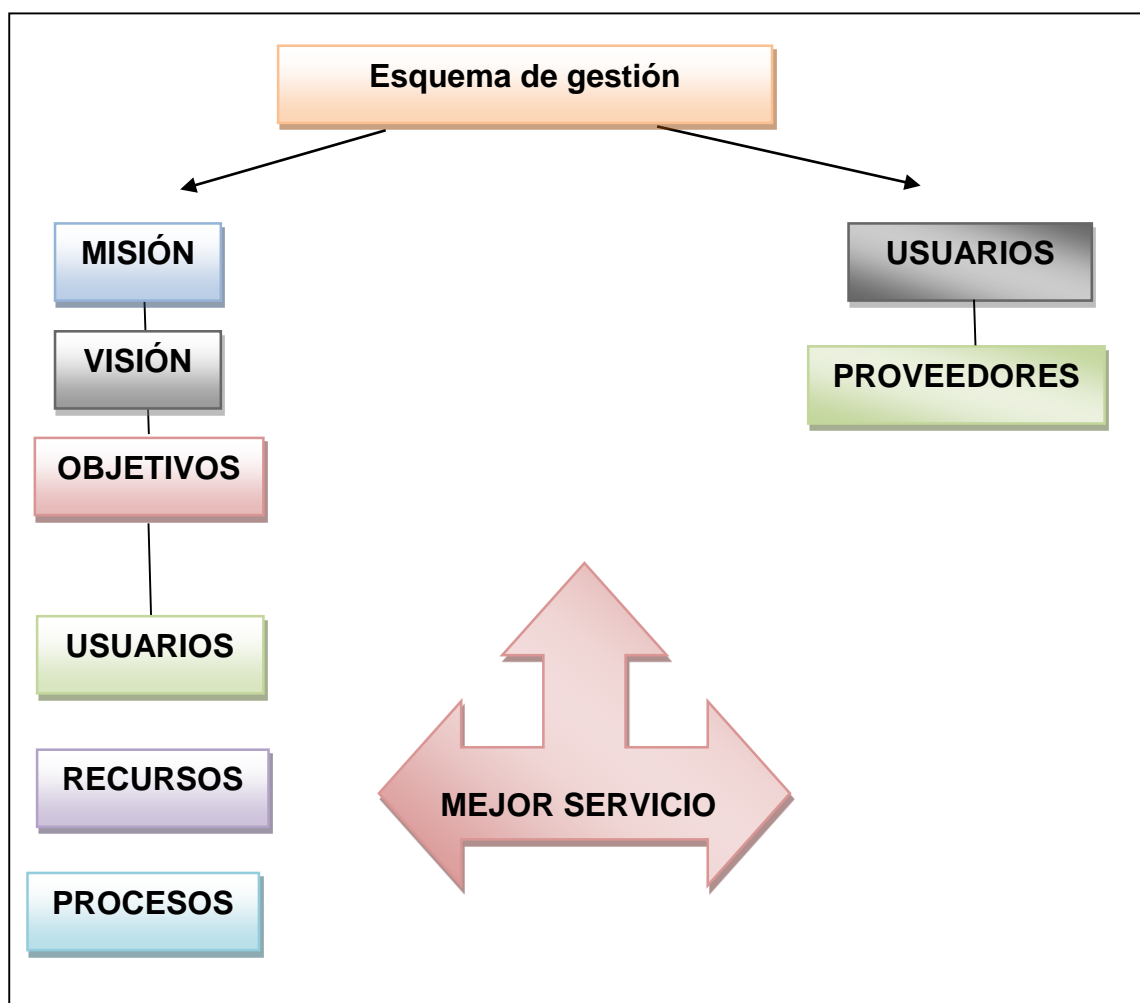 Esquema de gestión
MISIÓN
VISIÓN
OBJETIVOS
USUARIOS
RECURSOS
PROCESOS
USUARIOS
PROVEEDORES
MEJOR SERVICIO